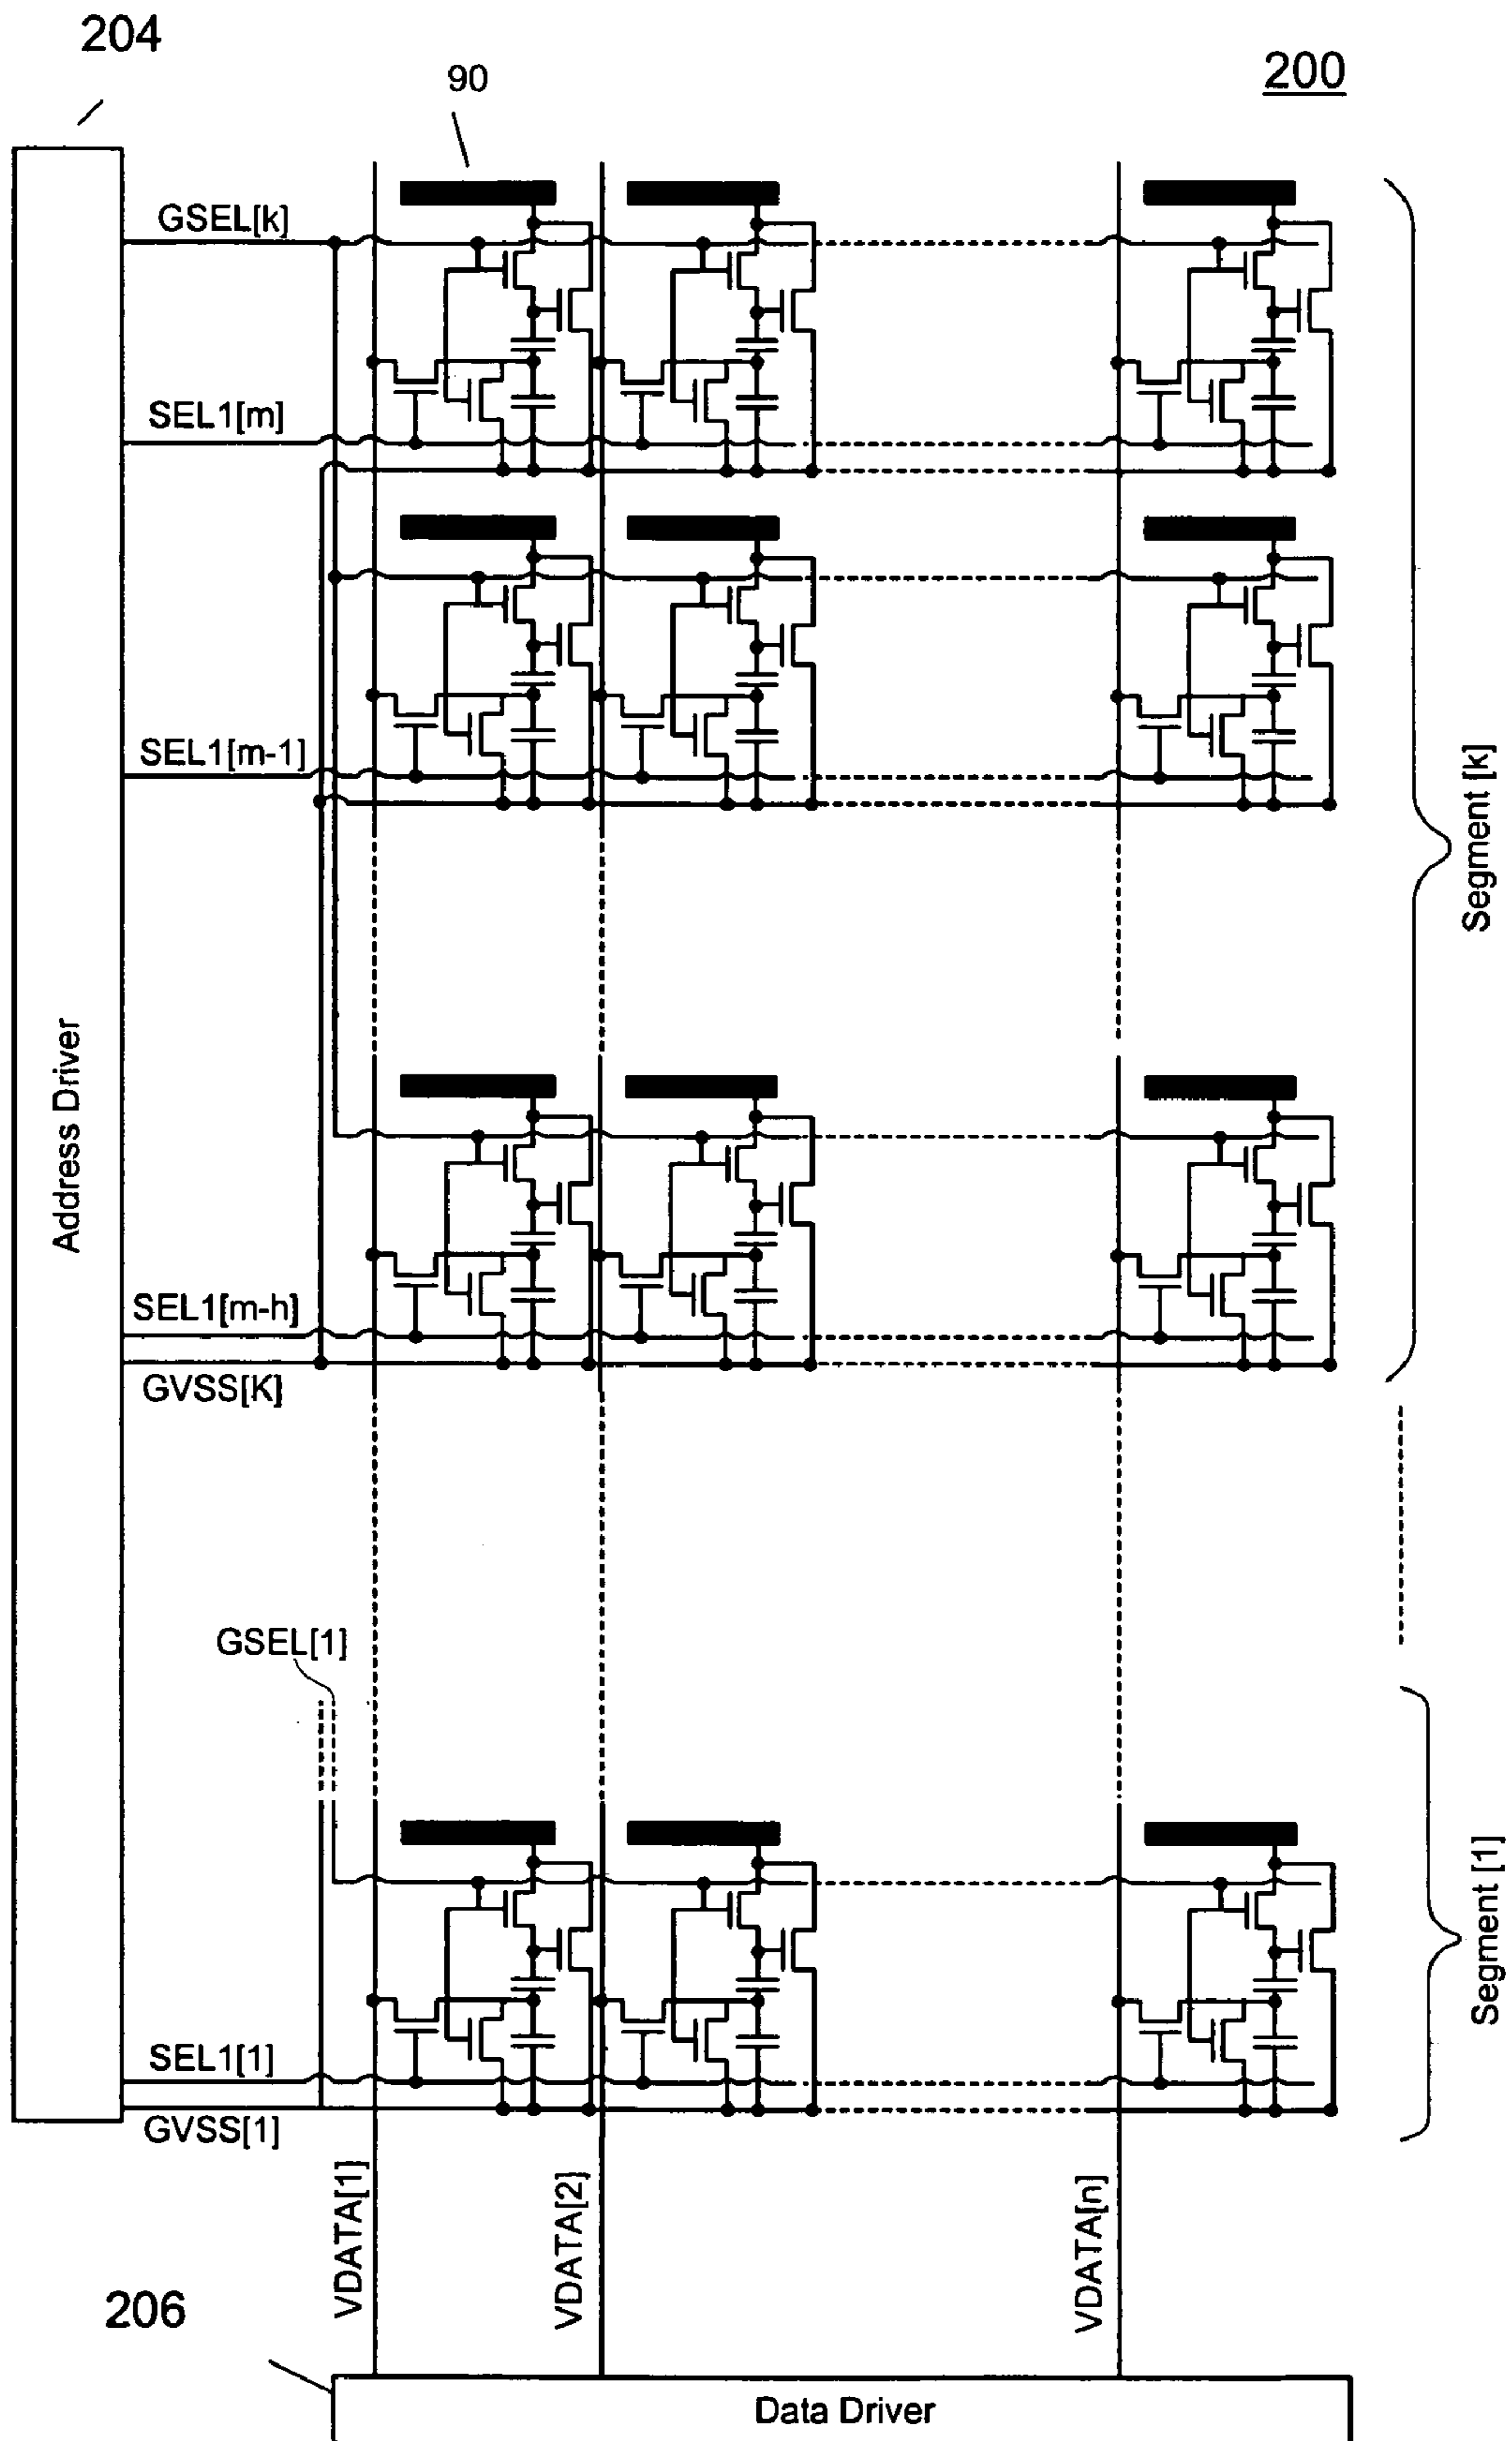 204
90
200
GSEL[k]
SEL1[m]
SEL1[m-1]
Segment [k]
Address Driver
SEL1[m-h]
GVSS[K]
GSEL[1]
Segment [1]
SEL1[1]
GVSS[1]
VDATA[1]
VDATA[2]
VDATA[n]
206
Data Driver